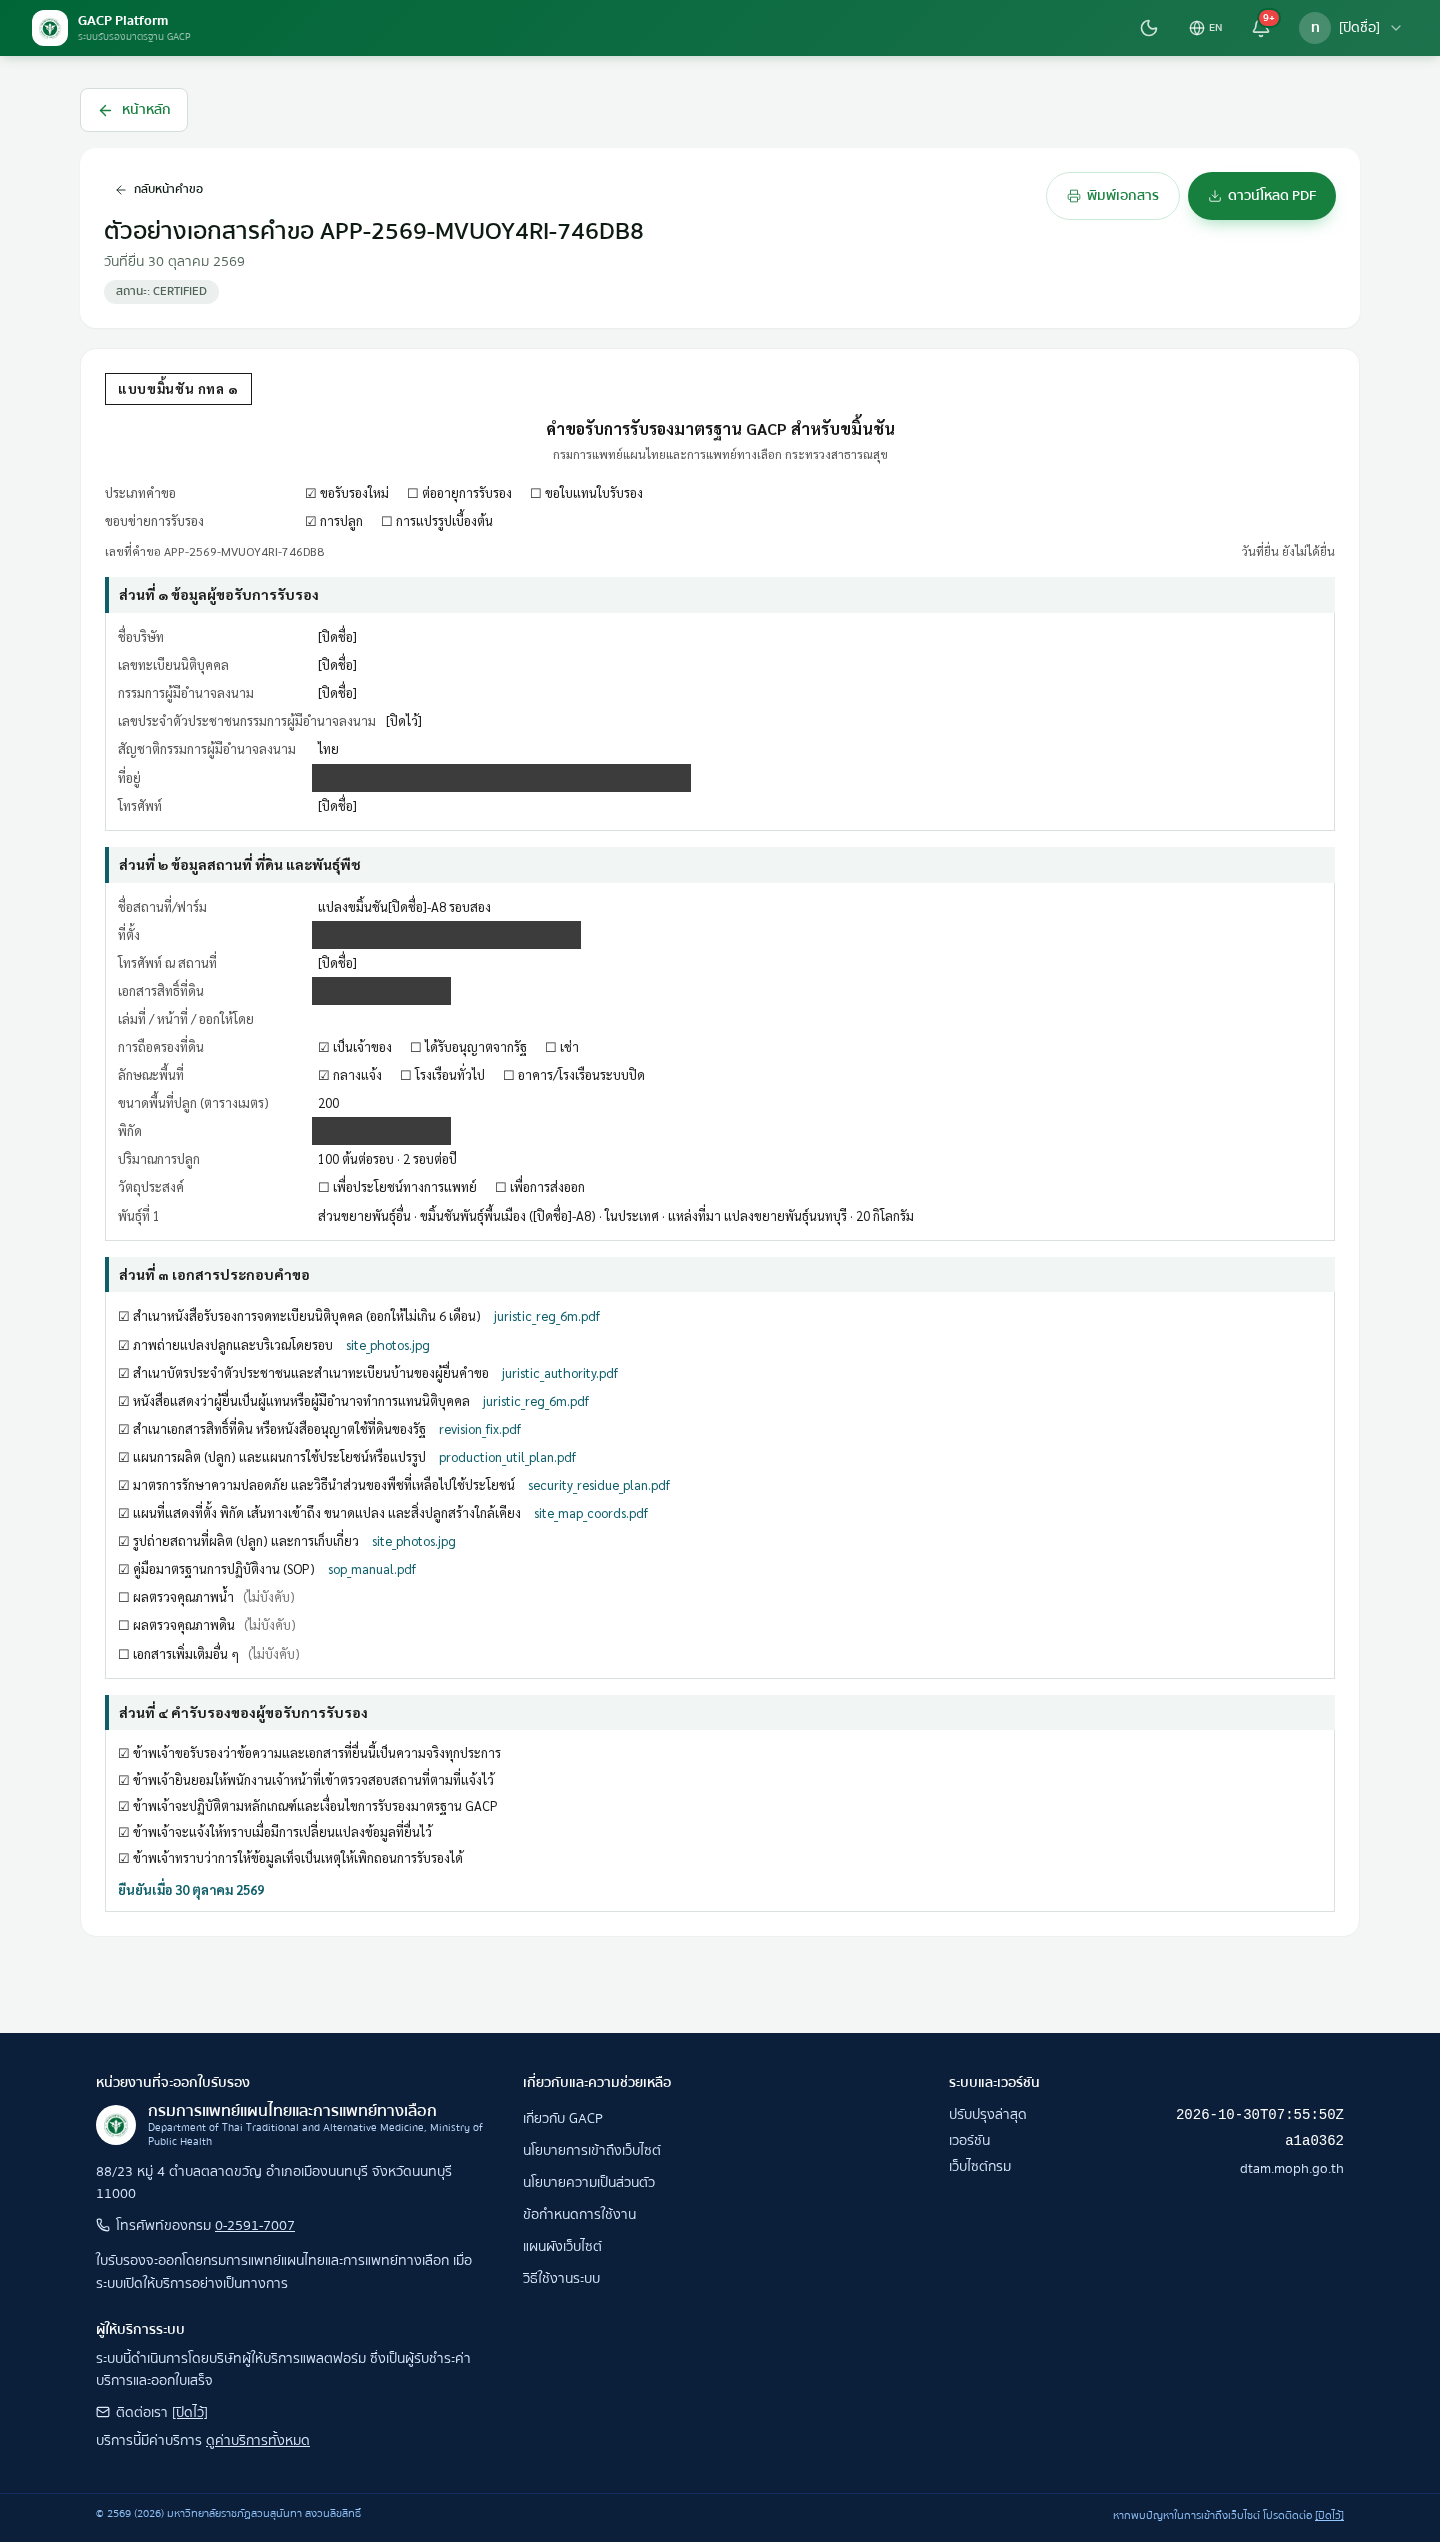 GACP Platform
ระบบรับรองมาตรฐาน GACP
EN
9+
ท
[ปิดชื่อ]
หน้าหลัก
กลับหน้าคำขอ
พิมพ์เอกสาร
ดาวน์โหลด PDF
ตัวอย่างเอกสารคำขอ APP-2569-MVUOY4RI-746DB8
วันที่ยื่น 30 ตุลาคม 2569
สถานะ: CERTIFIED
แบบขมิ้นชัน กทล ๑
คำขอรับการรับรองมาตรฐาน GACP สำหรับขมิ้นชัน
กรมการแพทย์แผนไทยและการแพทย์ทางเลือก กระทรวงสาธารณสุข
ประเภทคำขอ ☑ ขอรับรองใหม่ ☐ ต่ออายุการรับรอง ☐ ขอใบแทนใบรับรอง
ขอบข่ายการรับรอง ☑ การปลูก ☐ การแปรรูปเบื้องต้น
เลขที่คำขอ APP-2569-MVUOY4RI-746DB8 วันที่ยื่น ยังไม่ได้ยื่น
ส่วนที่ ๑ ข้อมูลผู้ขอรับการรับรอง
ชื่อบริษัท [ปิดชื่อ]
เลขทะเบียนนิติบุคคล [ปิดชื่อ]
กรรมการผู้มีอำนาจลงนาม [ปิดชื่อ]
เลขประจำตัวประชาชนกรรมการผู้มีอำนาจลงนาม [ปิดไว้]
สัญชาติกรรมการผู้มีอำนาจลงนาม ไทย
ที่อยู่
โทรศัพท์ [ปิดชื่อ]
ส่วนที่ ๒ ข้อมูลสถานที่ ที่ดิน และพันธุ์พืช
ชื่อสถานที่/ฟาร์ม แปลงขมิ้นชัน[ปิดชื่อ]-A8 รอบสอง
ที่ตั้ง
โทรศัพท์ ณ สถานที่ [ปิดชื่อ]
เอกสารสิทธิ์ที่ดิน
เล่มที่ / หน้าที่ / ออกให้โดย
การถือครองที่ดิน ☑ เป็นเจ้าของ ☐ ได้รับอนุญาตจากรัฐ ☐ เช่า
ลักษณะพื้นที่ ☑ กลางแจ้ง ☐ โรงเรือนทั่วไป ☐ อาคาร/โรงเรือนระบบปิด
ขนาดพื้นที่ปลูก (ตารางเมตร) 200
พิกัด
ปริมาณการปลูก 100 ต้นต่อรอบ · 2 รอบต่อปี
วัตถุประสงค์ ☐ เพื่อประโยชน์ทางการแพทย์ ☐ เพื่อการส่งออก
พันธุ์ที่ 1 ส่วนขยายพันธุ์อื่น · ขมิ้นชันพันธุ์พื้นเมือง ([ปิดชื่อ]-A8) · ในประเทศ · แหล่งที่มา แปลงขยายพันธุ์นนทบุรี · 20 กิโลกรัม
ส่วนที่ ๓ เอกสารประกอบคำขอ
☑ สำเนาหนังสือรับรองการจดทะเบียนนิติบุคคล (ออกให้ไม่เกิน 6 เดือน) juristic_reg_6m.pdf
☑ ภาพถ่ายแปลงปลูกและบริเวณโดยรอบ site_photos.jpg
☑ สำเนาบัตรประจำตัวประชาชนและสำเนาทะเบียนบ้านของผู้ยื่นคำขอ juristic_authority.pdf
☑ หนังสือแสดงว่าผู้ยื่นเป็นผู้แทนหรือผู้มีอำนาจทำการแทนนิติบุคคล juristic_reg_6m.pdf
☑ สำเนาเอกสารสิทธิ์ที่ดิน หรือหนังสืออนุญาตใช้ที่ดินของรัฐ revision_fix.pdf
☑ แผนการผลิต (ปลูก) และแผนการใช้ประโยชน์หรือแปรรูป production_util_plan.pdf
☑ มาตรการรักษาความปลอดภัย และวิธีนำส่วนของพืชที่เหลือไปใช้ประโยชน์ security_residue_plan.pdf
☑ แผนที่แสดงที่ตั้ง พิกัด เส้นทางเข้าถึง ขนาดแปลง และสิ่งปลูกสร้างใกล้เคียง site_map_coords.pdf
☑ รูปถ่ายสถานที่ผลิต (ปลูก) และการเก็บเกี่ยว site_photos.jpg
☑ คู่มือมาตรฐานการปฏิบัติงาน (SOP) sop_manual.pdf
☐ ผลตรวจคุณภาพน้ำ (ไม่บังคับ)
☐ ผลตรวจคุณภาพดิน (ไม่บังคับ)
☐ เอกสารเพิ่มเติมอื่น ๆ (ไม่บังคับ)
ส่วนที่ ๔ คำรับรองของผู้ขอรับการรับรอง
☑ ข้าพเจ้าขอรับรองว่าข้อความและเอกสารที่ยื่นนี้เป็นความจริงทุกประการ
☑ ข้าพเจ้ายินยอมให้พนักงานเจ้าหน้าที่เข้าตรวจสอบสถานที่ตามที่แจ้งไว้
☑ ข้าพเจ้าจะปฏิบัติตามหลักเกณฑ์และเงื่อนไขการรับรองมาตรฐาน GACP
☑ ข้าพเจ้าจะแจ้งให้ทราบเมื่อมีการเปลี่ยนแปลงข้อมูลที่ยื่นไว้
☑ ข้าพเจ้าทราบว่าการให้ข้อมูลเท็จเป็นเหตุให้เพิกถอนการรับรองได้
ยืนยันเมื่อ 30 ตุลาคม 2569
หน่วยงานที่จะออกใบรับรอง
กรมการแพทย์แผนไทยและการแพทย์ทางเลือก
Department of Thai Traditional and Alternative Medicine, Ministry of
Public Health
88/23 หมู่ 4 ตำบลตลาดขวัญ อำเภอเมืองนนทบุรี จังหวัดนนทบุรี
11000
โทรศัพท์ของกรม 0-2591-7007
ใบรับรองจะออกโดยกรมการแพทย์แผนไทยและการแพทย์ทางเลือก เมื่อ
ระบบเปิดให้บริการอย่างเป็นทางการ
ผู้ให้บริการระบบ
ระบบนี้ดำเนินการโดยบริษัทผู้ให้บริการแพลตฟอร์ม ซึ่งเป็นผู้รับชำระค่า
บริการและออกใบเสร็จ
ติดต่อเรา [ปิดไว้]
บริการนี้มีค่าบริการ ดูค่าบริการทั้งหมด
เกี่ยวกับและความช่วยเหลือ
เกี่ยวกับ GACP
นโยบายการเข้าถึงเว็บไซต์
นโยบายความเป็นส่วนตัว
ข้อกำหนดการใช้งาน
แผนผังเว็บไซต์
วิธีใช้งานระบบ
ระบบและเวอร์ชัน
ปรับปรุงล่าสุด 2026-10-30T07:55:50Z
เวอร์ชัน a1a0362
เว็บไซต์กรม dtam.moph.go.th
© 2569 (2026) มหาวิทยาลัยราชภัฏสวนสุนันทา สงวนลิขสิทธิ์
หากพบปัญหาในการเข้าถึงเว็บไซต์ โปรดติดต่อ [ปิดไว้]